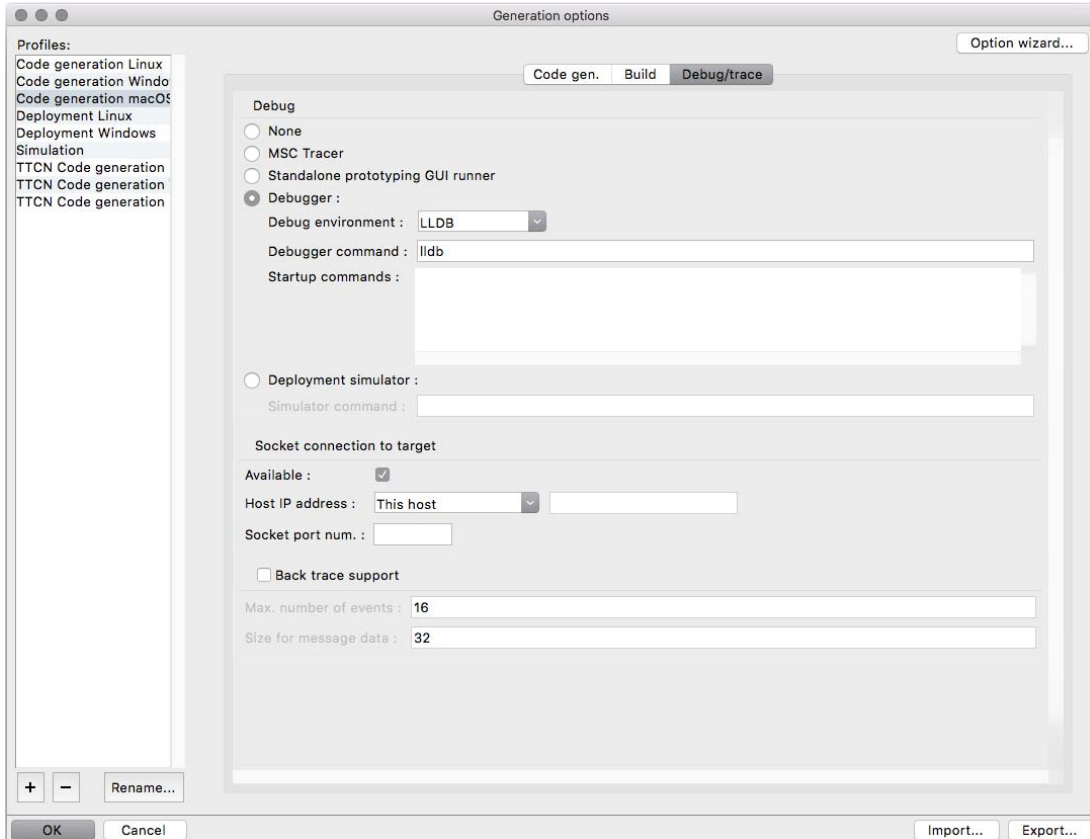 Generation options
Profiles:
Option wizard...
Code generation Linux
Code generation Windo
Code generation macOS
Deployment Linux
Deployment Windows
Simulation
TTCN Code generation
TTCN Code generation
TTCN Code generation
Code gen. Build Debug/trace
Debug
None
MSC Tracer
Standalone prototyping GUI runner
Debugger :
Debug environment : LLDB
Debugger command : lldb
Startup commands :
Deployment simulator :
Simulator command :
Socket connection to target
Available :
Host IP address : This host
Socket port num. :
Back trace support
Max. number of events : 16
Size for message data : 32
+ − Rename...
OK Cancel Import... Export...